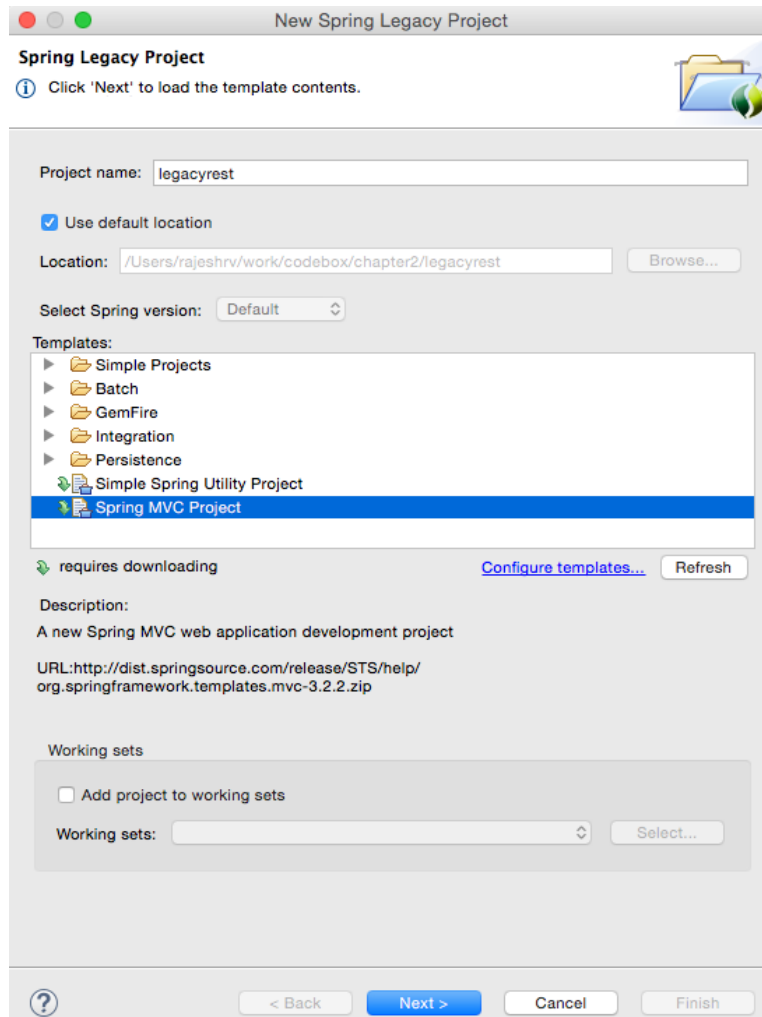 New Spring Legacy Project
Spring Legacy Project
Click 'Next' to load the template contents.
Project name: legacyrest
Use default location
Location: /Users/rajeshrv/work/codebox/chapter2/legacyrest Browse...
Select Spring version: Default
Templates:
Simple Projects
Batch
GemFire
Integration
Persistence
Simple Spring Utility Project
Spring MVC Project
requires downloading Configure templates... Refresh
Description:
A new Spring MVC web application development project
URL:http://dist.springsource.com/release/STS/help/
org.springframework.templates.mvc-3.2.2.zip
Working sets
Add project to working sets
Working sets: Select...
? < Back Next > Cancel Finish